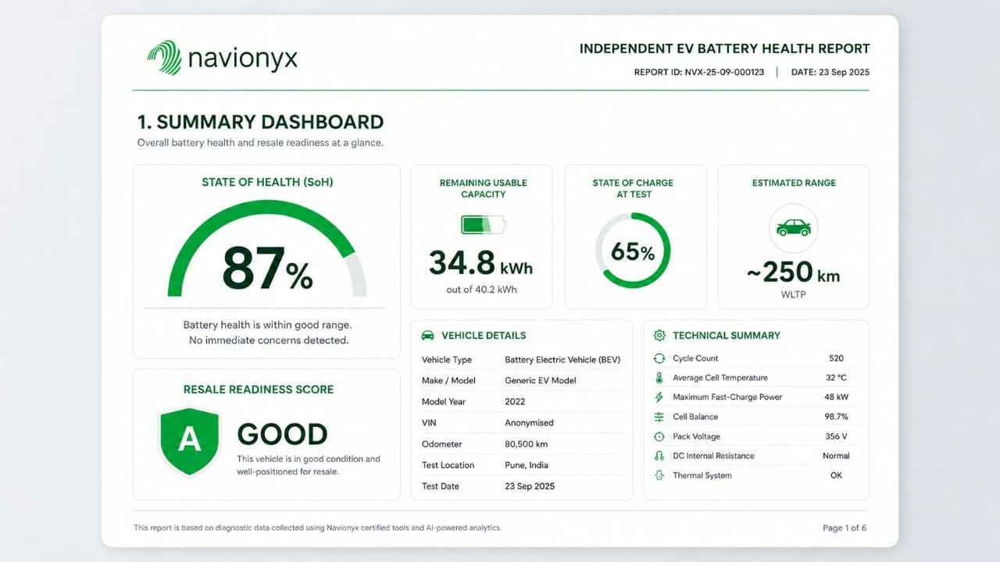 navionyx
INDEPENDENT EV BATTERY HEALTH REPORT
REPORT ID: NVX-25-09-000123 | DATE: 23 Sep 2025
1. SUMMARY DASHBOARD
Overall battery health and resale readiness at a glance.
STATE OF HEALTH (SoH)
87%
Battery health is within good range.
No immediate concerns detected.
REMAINING USABLE
CAPACITY
34.8 kWh
out of 40.2 kWh
STATE OF CHARGE
AT TEST
65%
ESTIMATED RANGE
~250 km
WLTP
RESALE READINESS SCORE
A
GOOD
This vehicle is in good condition and
well-positioned for resale.
VEHICLE DETAILS
Vehicle Type Battery Electric Vehicle (BEV)
Make / Model Generic EV Model
Model Year 2022
VIN Anonymised
Odometer 80,500 km
Test Location Pune, India
Test Date 23 Sep 2025
TECHNICAL SUMMARY
Cycle Count 520
Average Cell Temperature 32 °C
Maximum Fast-Charge Power 48 kW
Cell Balance 98.7%
Pack Voltage 356 V
DC Internal Resistance Normal
Thermal System OK
This report is based on diagnostic data collected using Navionyx certified tools and AI-powered analytics.
Page 1 of 6